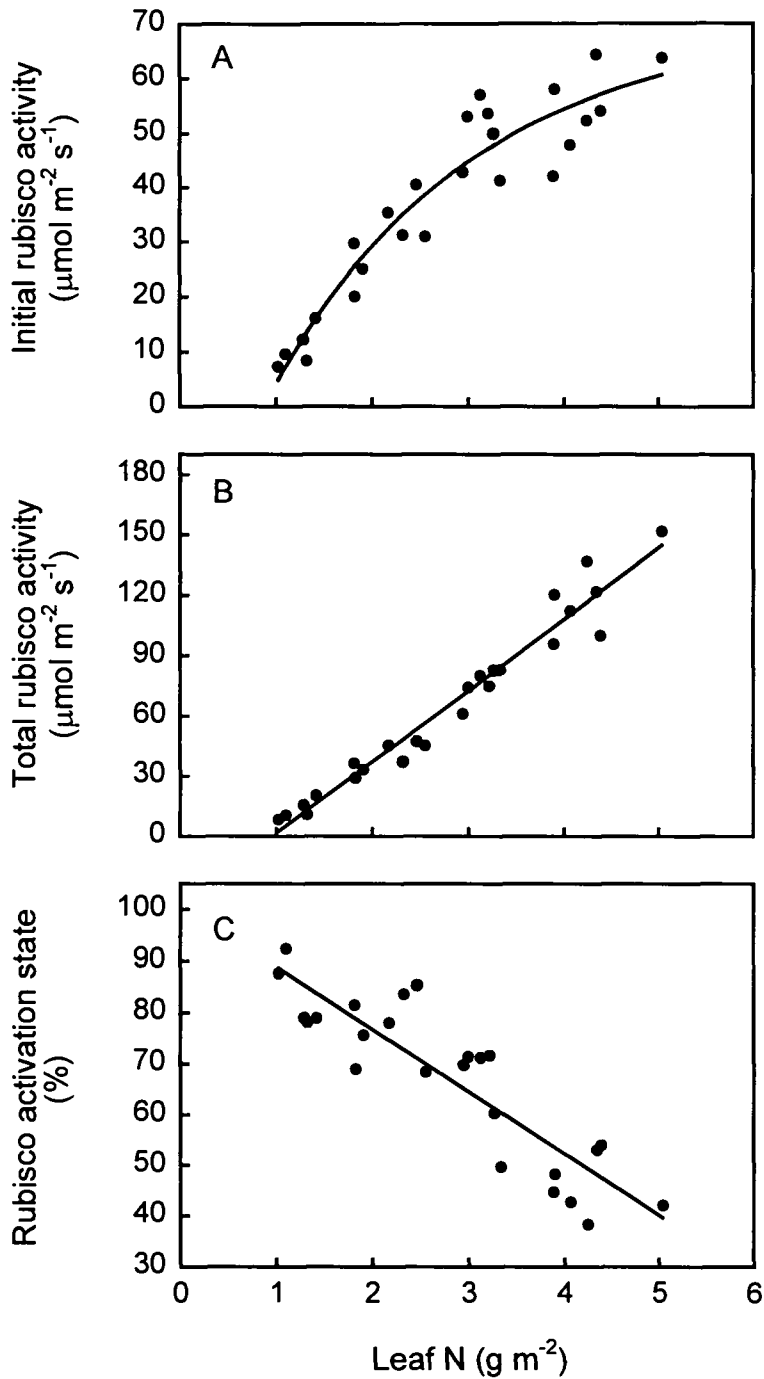 A
Initial rubisco activity
(μmol m-2 s-1)
70
60
50
40
30
20
10
0
B
Total rubisco activity
(μmol m-2 s-1)
180
150
120
90
60
30
0
C
Rubisco activation state
(%)
100
90
80
70
60
50
40
30
0 1 2 3 4 5 6
Leaf N (g m-2)